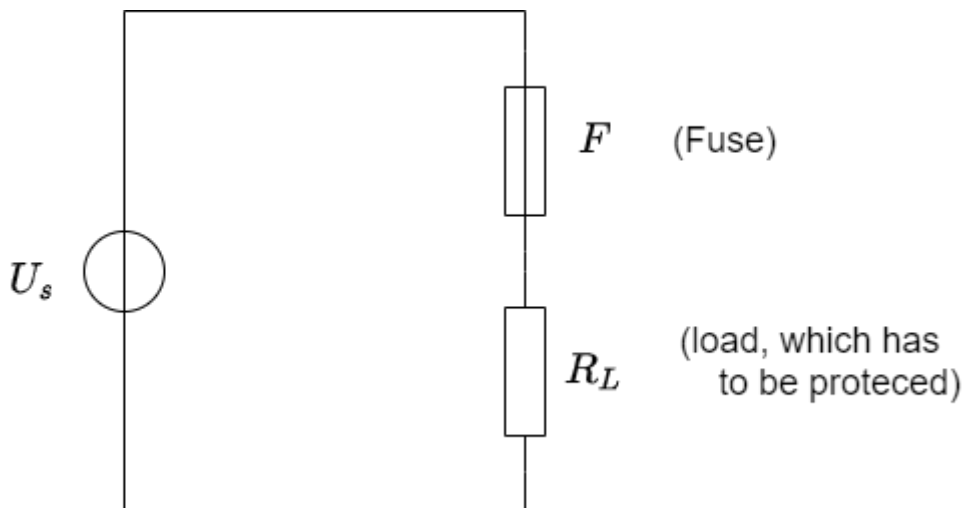 F (Fuse)
U_s
R_L (load, which has
to be proteced)